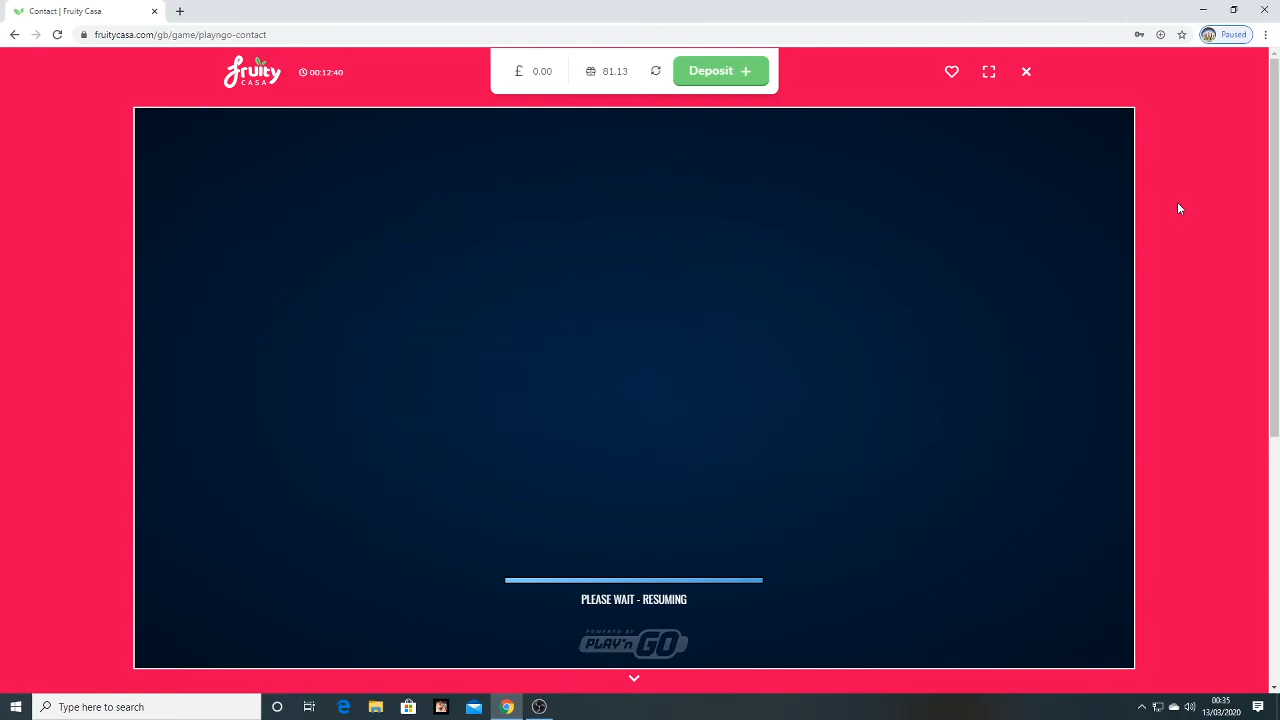 Contact | Fruity Casa
fruitycasa.com/gb/game/playngo-contact
Paused
fruity
CASA
00:12:40
£ 0.00
81.13
Deposit +
PLEASE WAIT - RESUMING
POWERED BY
PLAY'n GO
Type here to search
00:35
13/03/2020